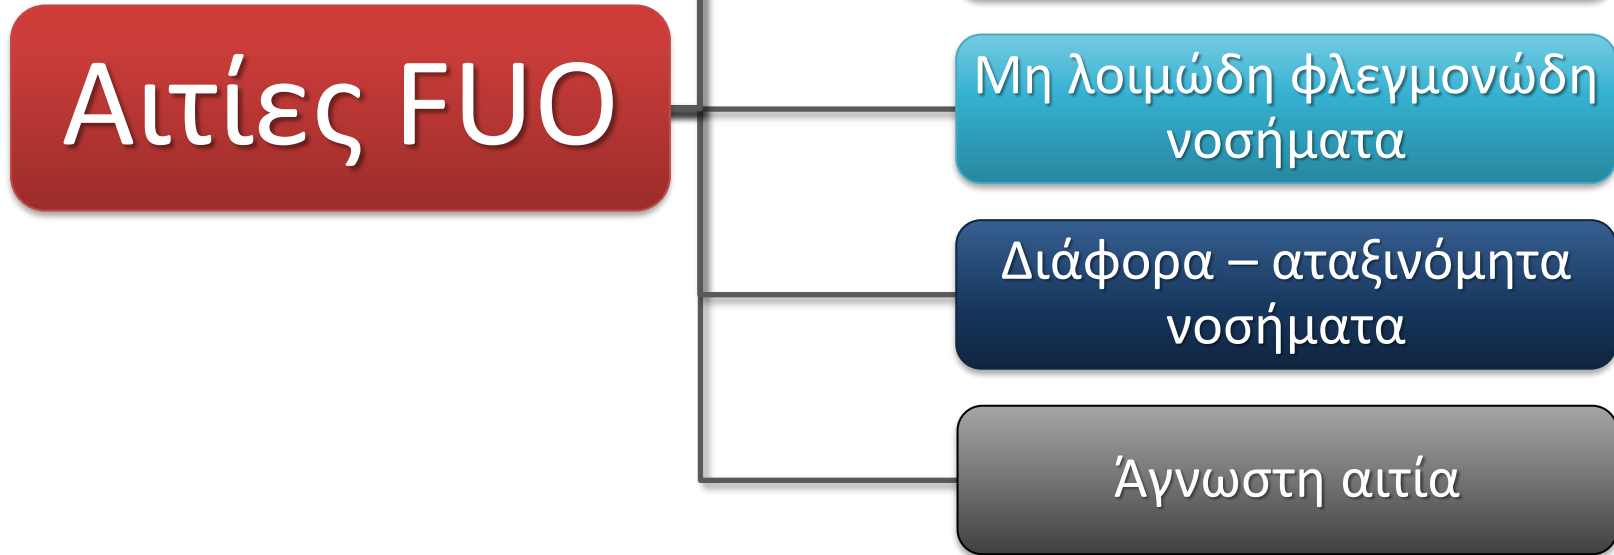 Αιτίες FUO
Μη λοιμώδη φλεγμονώδη
νοσήματα
Διάφορα – αταξινόμητα
νοσήματα
Άγνωστη αιτία